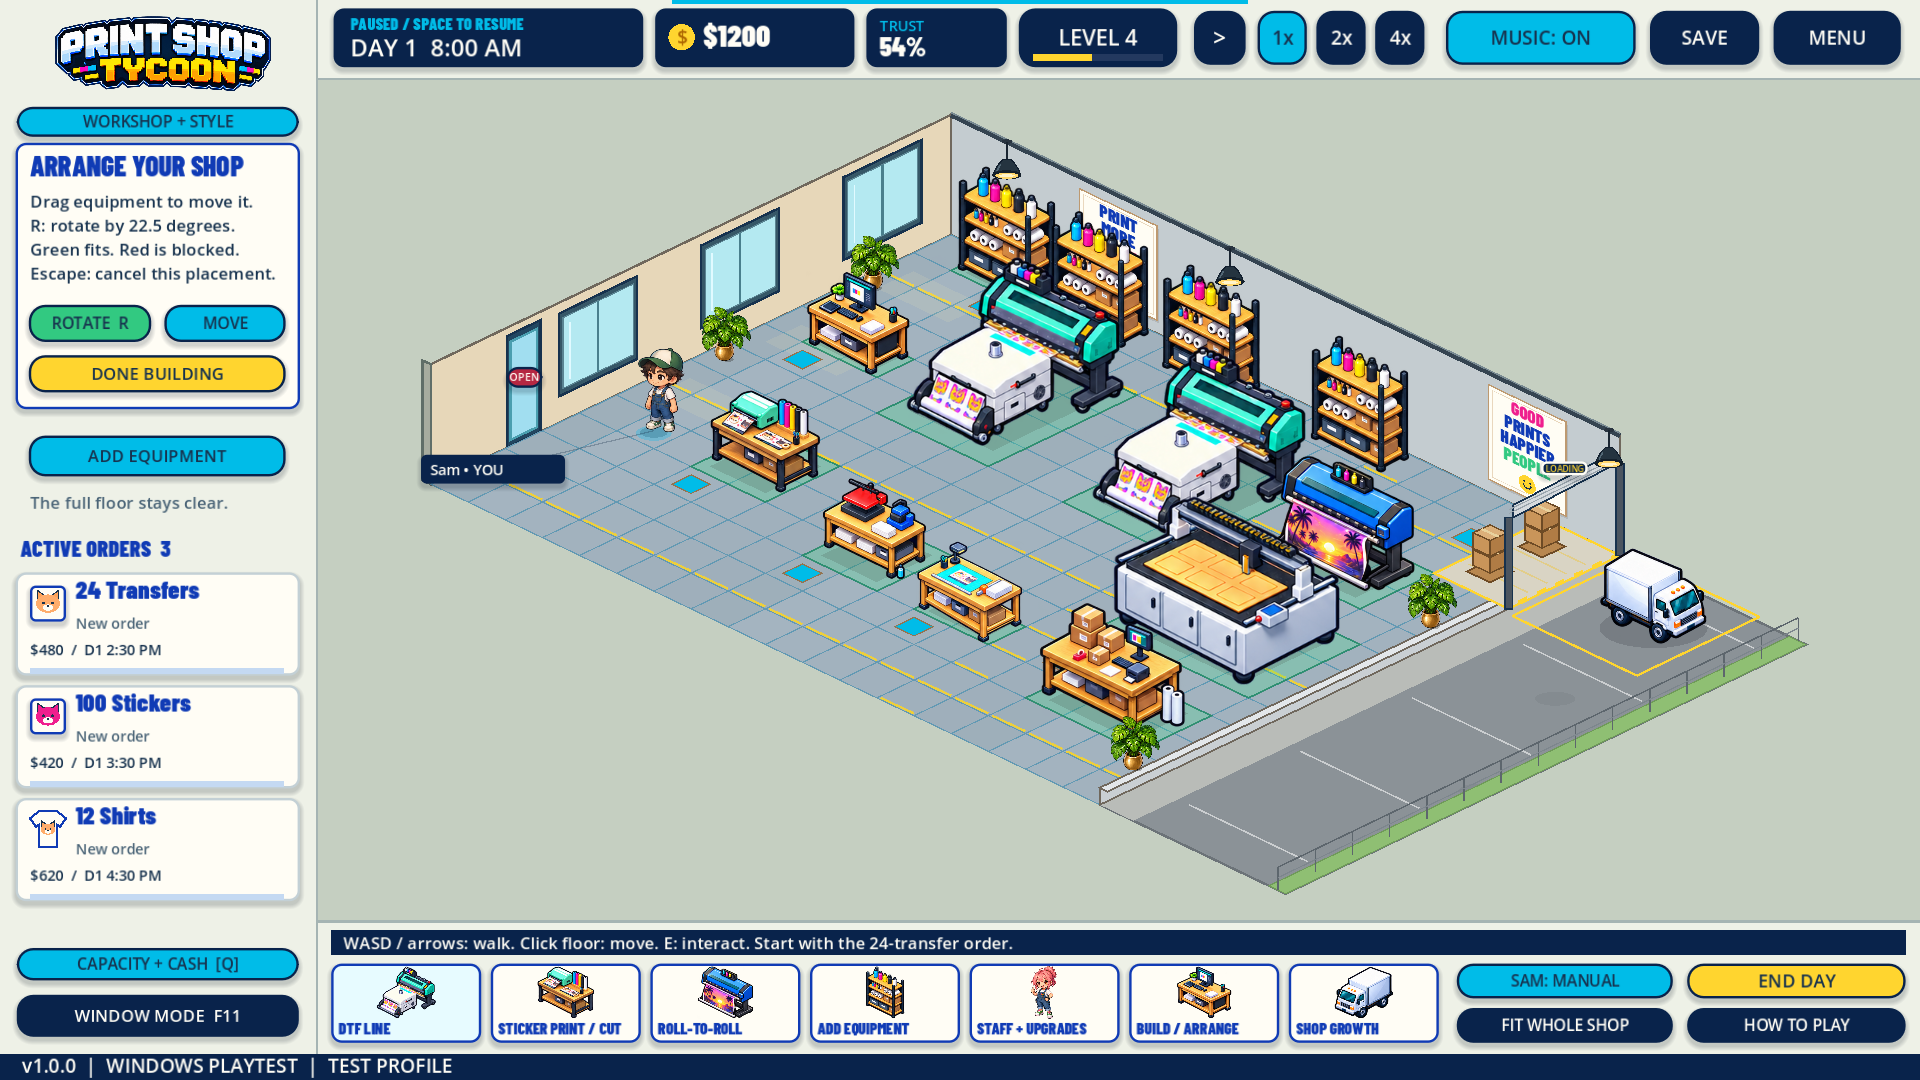 PRINT SHOP
TYCOON
PAUSED / SPACE TO RESUME
DAY 1 8:00 AM
$ $1200
TRUST
54%
LEVEL 4
>
1x
2x
4x
MUSIC: ON
SAVE
MENU
WORKSHOP + STYLE
ARRANGE YOUR SHOP
Drag equipment to move it.
R: rotate by 22.5 degrees.
Green fits. Red is blocked.
Escape: cancel this placement.
ROTATE R
MOVE
DONE BUILDING
ADD EQUIPMENT
The full floor stays clear.
ACTIVE ORDERS 3
24 Transfers
New order
$480 / D1 2:30 PM
100 Stickers
New order
$420 / D1 3:30 PM
12 Shirts
New order
$620 / D1 4:30 PM
CAPACITY + CASH [Q]
WINDOW MODE F11
PRINT
MORE
OPEN
Sam • YOU
GOOD
PRINTS
HAPPIER
PEOPL
LOADING
WASD / arrows: walk. Click floor: move. E: interact. Start with the 24-transfer order.
DTF LINE
STICKER PRINT / CUT
ROLL-TO-ROLL
ADD EQUIPMENT
STAFF + UPGRADES
BUILD / ARRANGE
SHOP GROWTH
SAM: MANUAL
END DAY
FIT WHOLE SHOP
HOW TO PLAY
v1.0.0 | WINDOWS PLAYTEST | TEST PROFILE